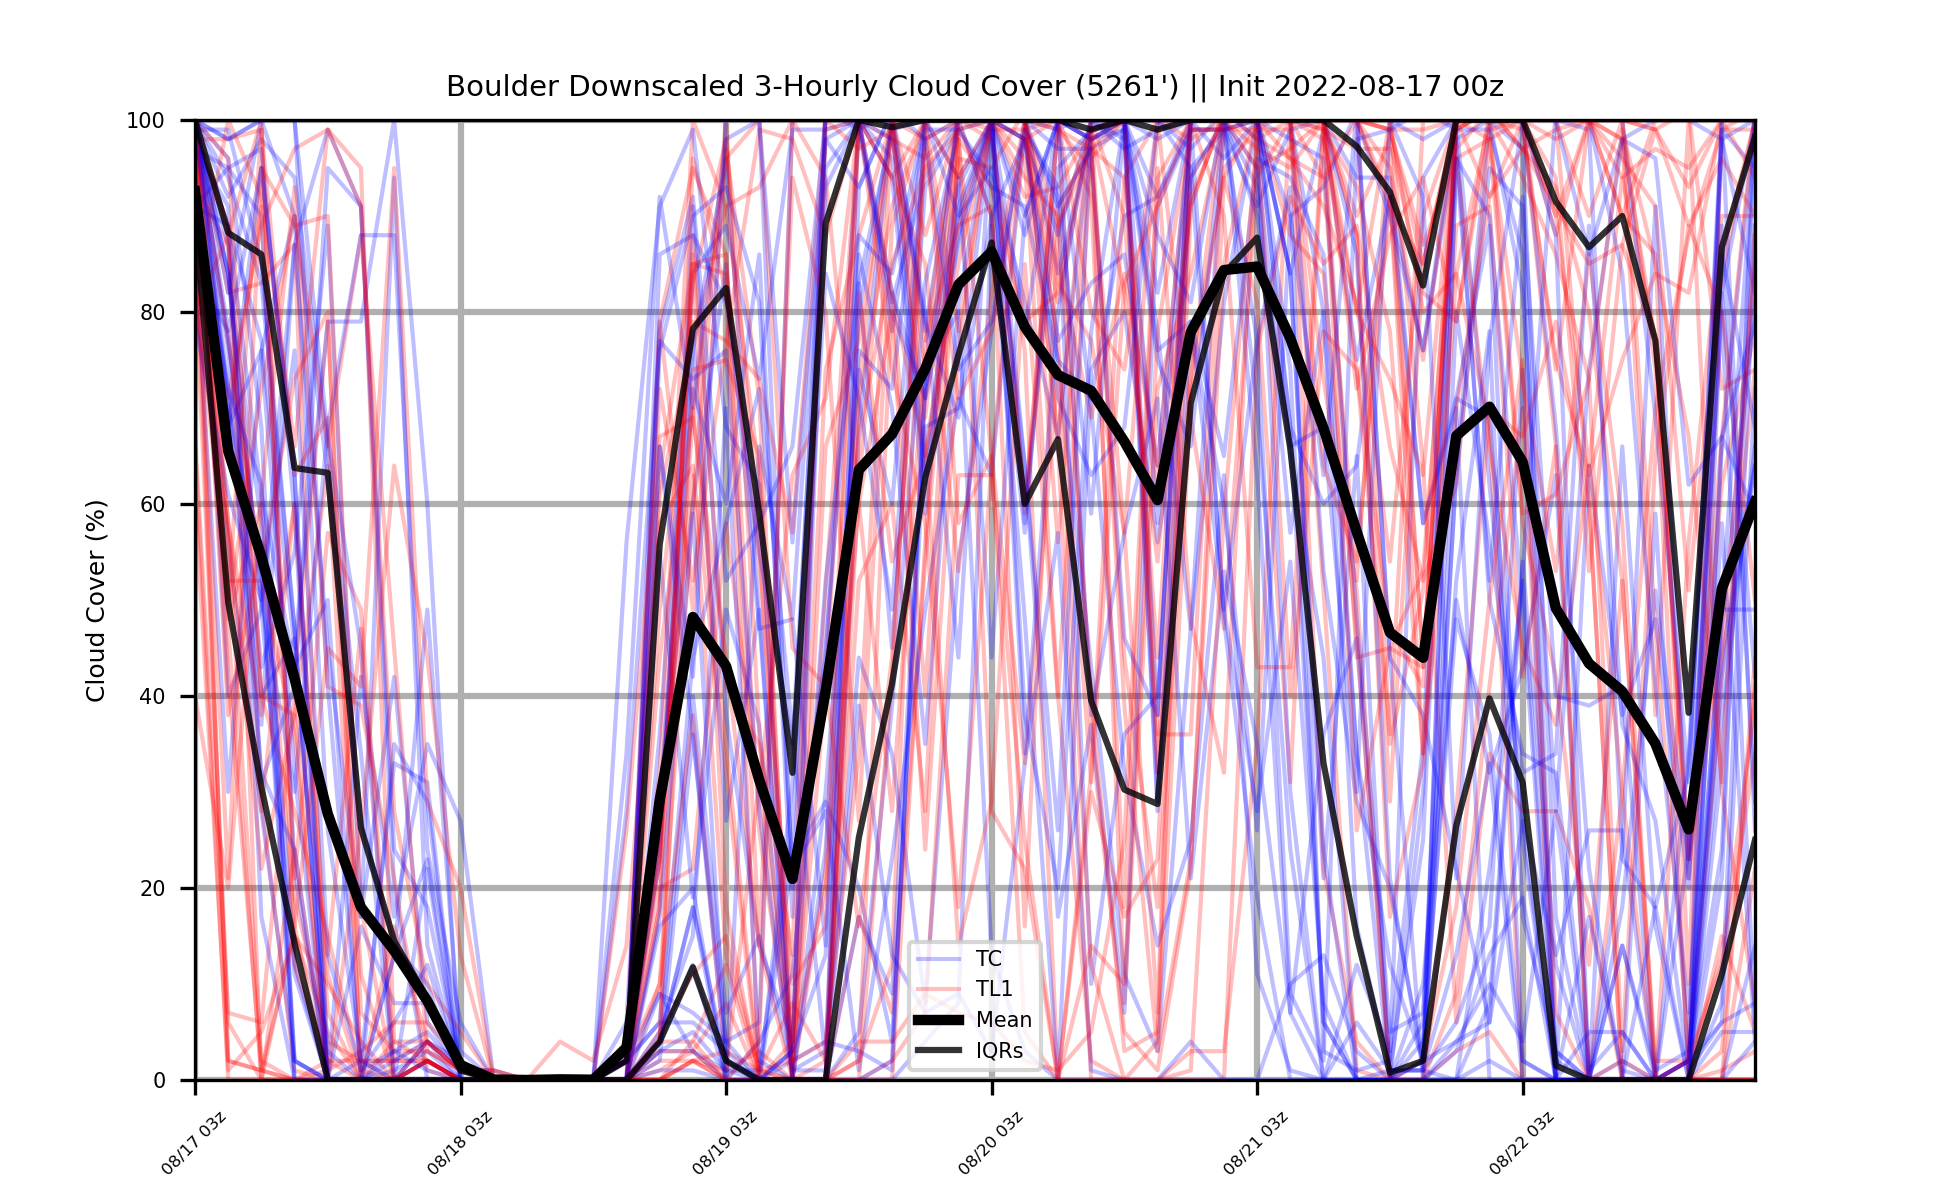 Boulder Downscaled 3-Hourly Cloud Cover (5261') || Init 2022-08-17 00z
Cloud Cover (%)
100
80
60
40
20
0
TC
TL1
Mean
IQRs
08/17 03z
08/18 03z
08/19 03z
08/20 03z
08/21 03z
08/22 03z